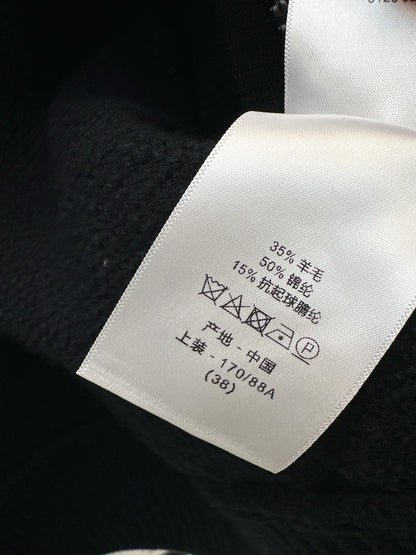 35% 羊毛
50% 锦纶
15% 抗起球腈纶
产地 - 中国
上装 - 170/88A
(38)